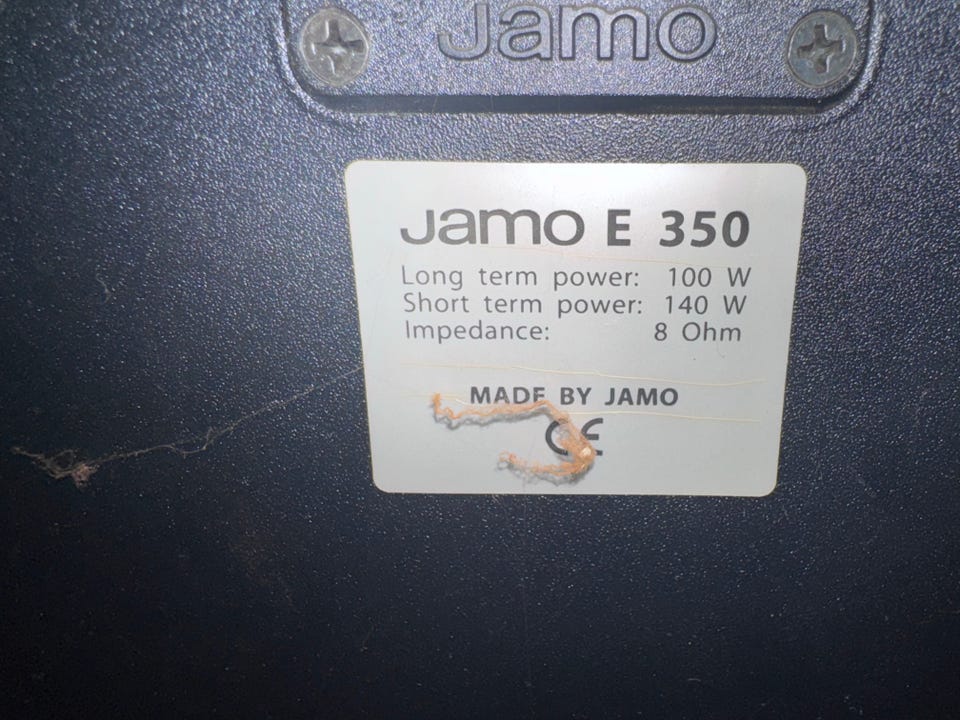 Jamo
Jamo E 350
Long term power: 100 W
Short term power: 140 W
Impedance: 8 Ohm
MADE BY JAMO
CE